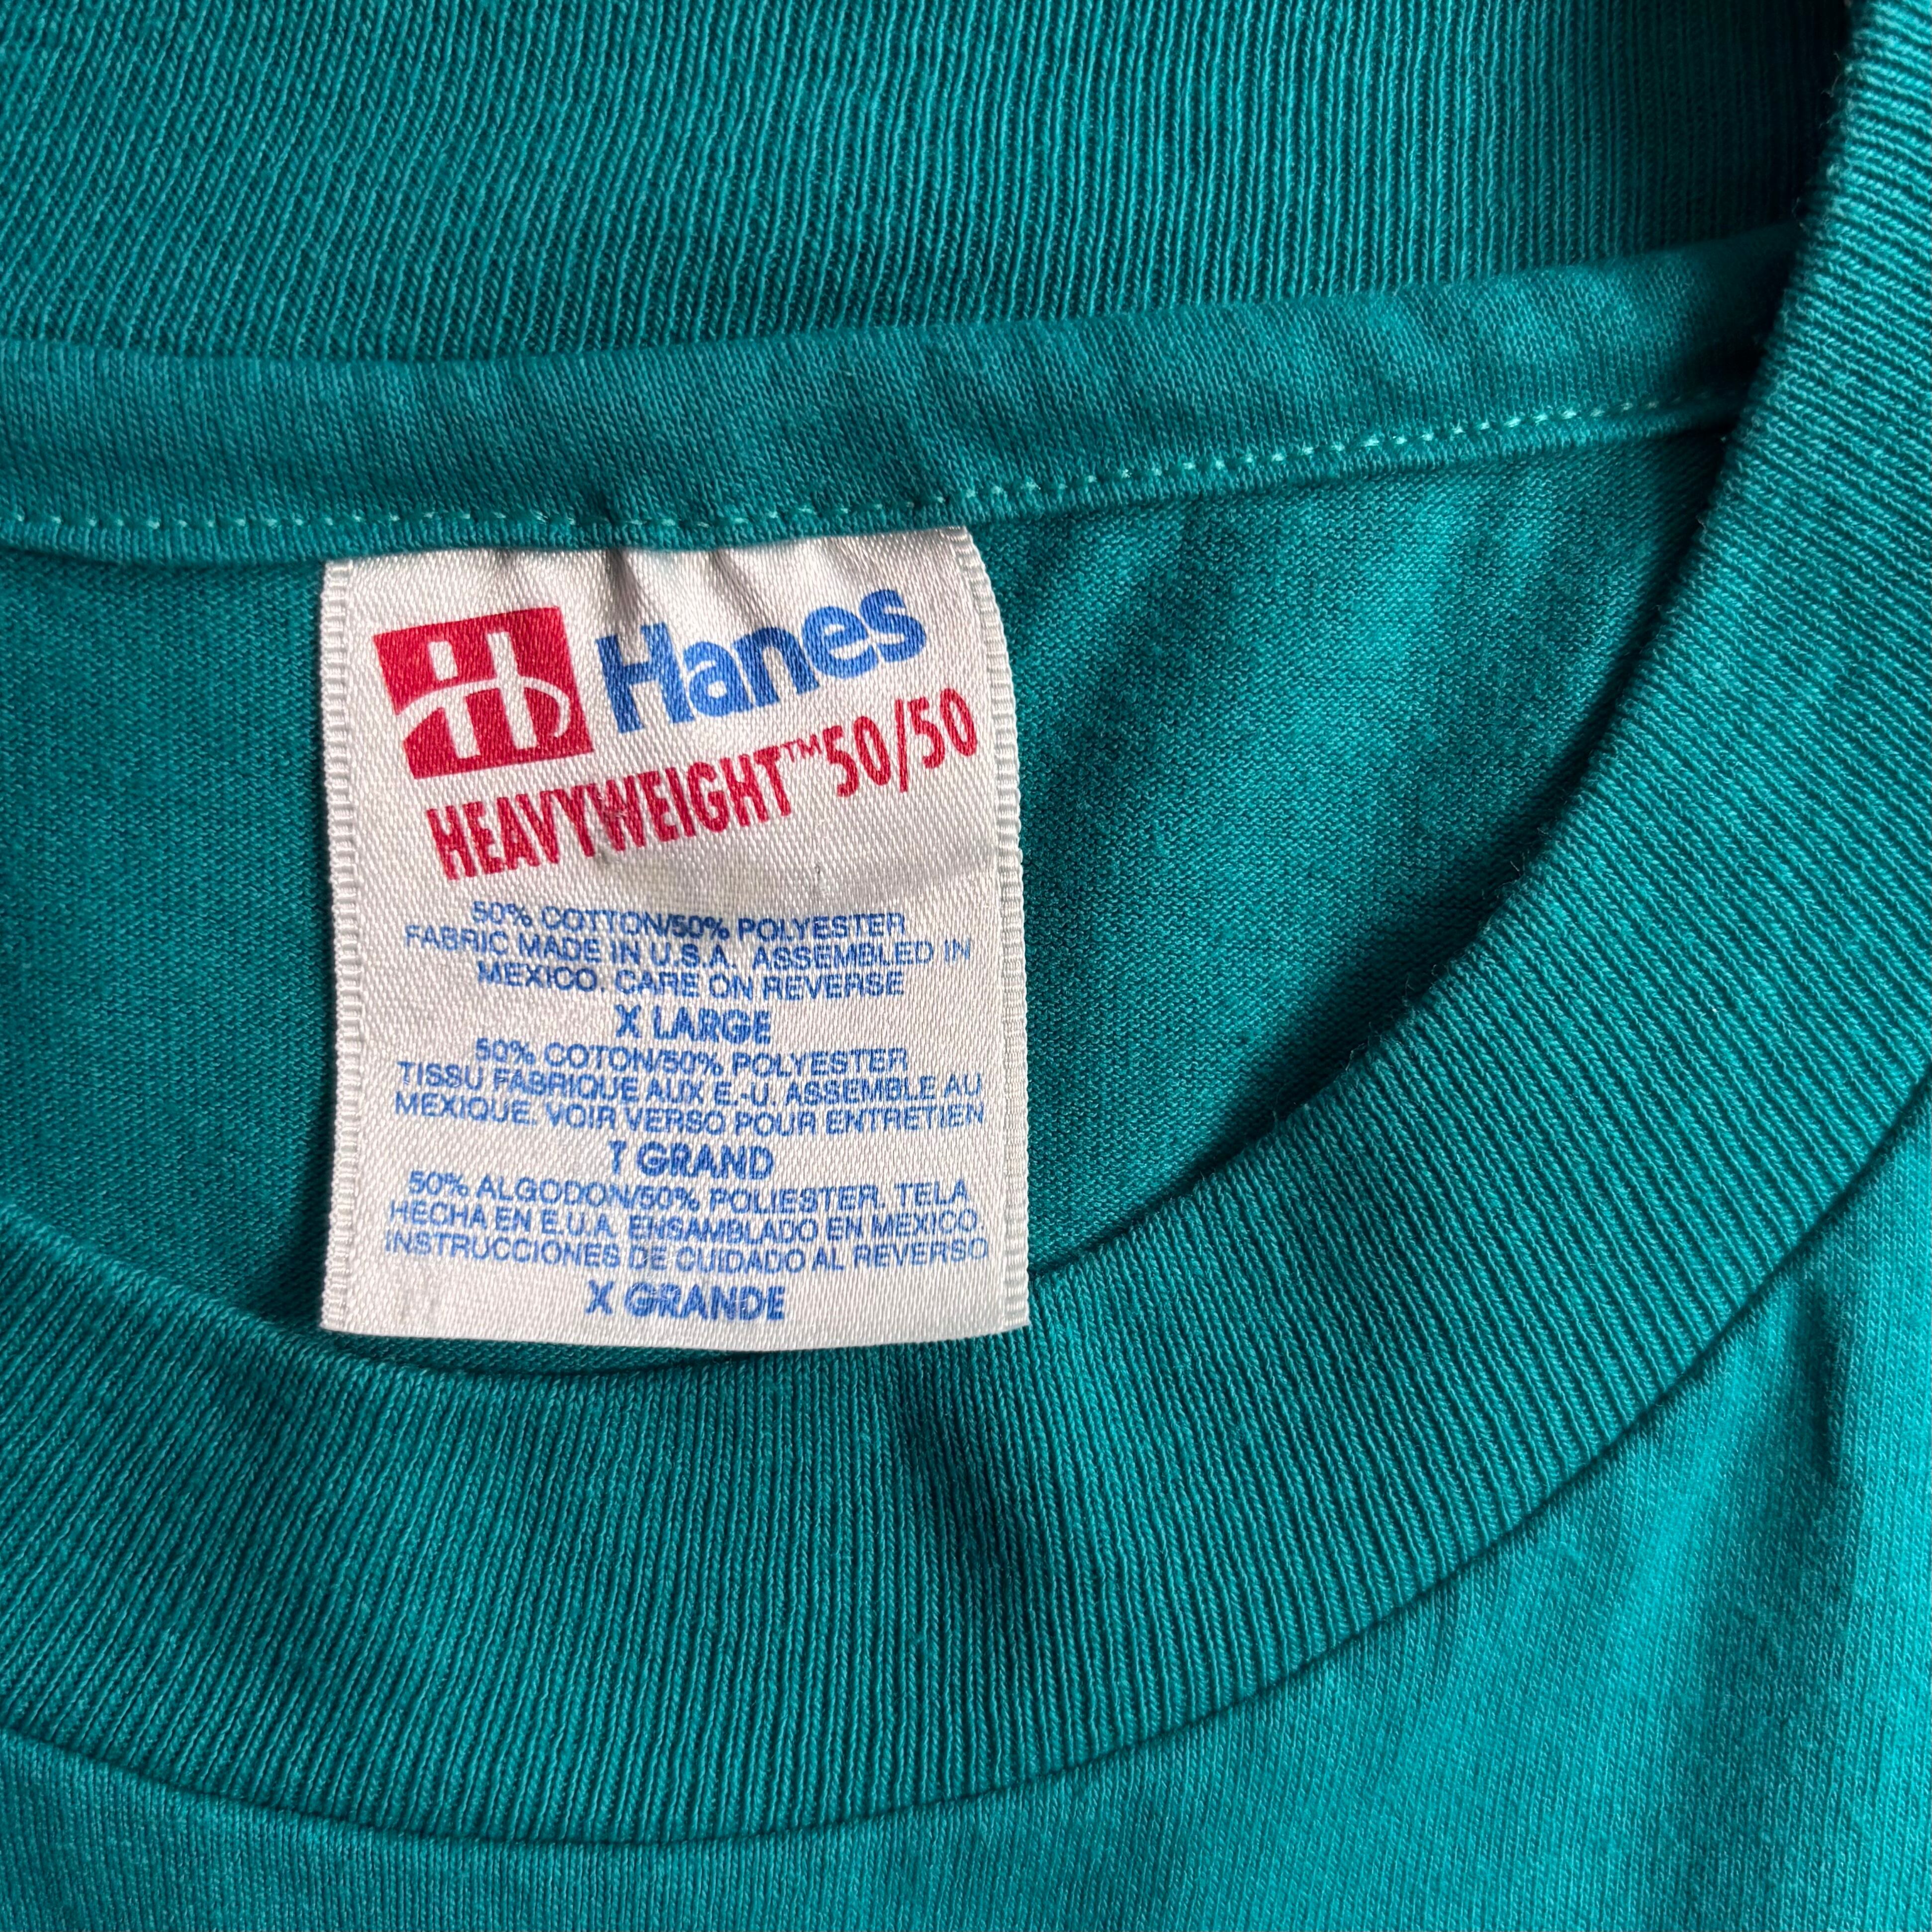 H Hanes
HEAVYWEIGHT™ 50/50
50% COTTON/50% POLYESTER
FABRIC MADE IN U.S.A. ASSEMBLED IN
MEXICO. CARE ON REVERSE
X LARGE
50% COTON/50% POLYESTER
TISSU FABRIQUE AUX E.-U. ASSEMBLE AU
MEXIQUE. VOIR VERSO POUR ENTRETIEN
T GRAND
50% ALGODON/50% POLIESTER. TELA
HECHA EN E.U.A. ENSAMBLADO EN MEXICO.
INSTRUCCIONES DE CUIDADO AL REVERSO
X GRANDE